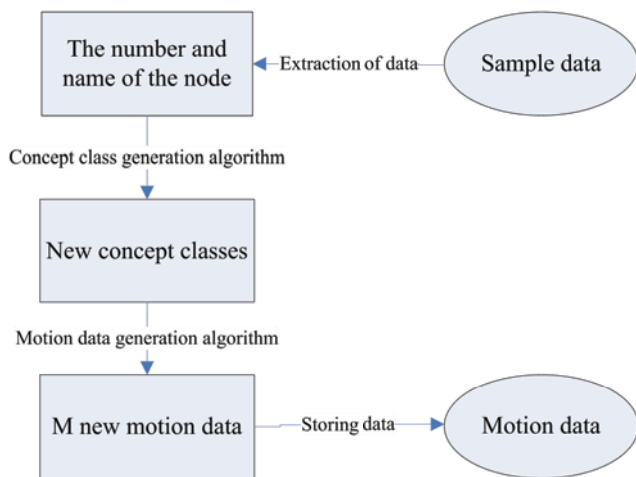 The number and
name of the node
Extraction of data
Sample data
Concept class generation algorithm
New concept classes
Motion data generation algorithm
M new motion data
Storing data
Motion data